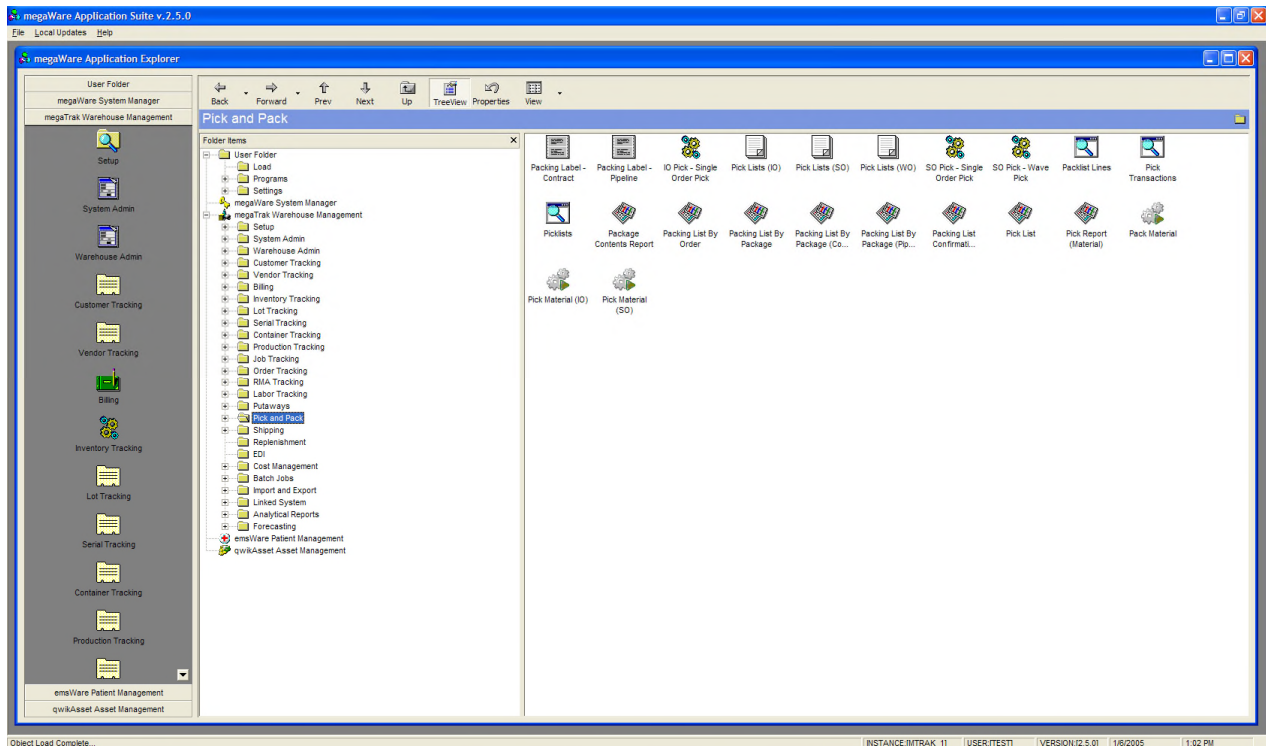 megaWare Application Suite v.2.5.0
File Local Updates Help
megaWare Application Explorer
User Folder
megaWare System Manager
megaTrak Warehouse Management
Setup
System Admin
Warehouse Admin
Customer Tracking
Vendor Tracking
Billing
Inventory Tracking
Lot Tracking
Serial Tracking
Container Tracking
Production Tracking
emsWare Patient Management
qwikAsset Asset Management
Back Forward Prev Next Up TreeView Properties View
Pick and Pack
Folder Items
User Folder
Load
Programs
Settings
megaWare System Manager
megaTrak Warehouse Management
Setup
System Admin
Warehouse Admin
Customer Tracking
Vendor Tracking
Billing
Inventory Tracking
Lot Tracking
Serial Tracking
Container Tracking
Production Tracking
Job Tracking
Order Tracking
RMA Tracking
Labor Tracking
Putaways
Pick and Pack
Shipping
Replenishment
EDI
Cost Management
Batch Jobs
Import and Export
Linked System
Analytical Reports
Forecasting
emsWare Patient Management
qwikAsset Asset Management
Packing Label - IO Pick - Single
Packing Label - Contract
Packing Label - Pipeline
IO Pick - Single Order Pick
Pick Lists (IO)
Pick Lists (SO)
Pick Lists (WO)
SO Pick - Single Order Pick
SO Pick - Wave Pick
Packlist Lines
Pick Transactions
Picklists
Package Contents Report
Packing List By Order
Packing List By Package
Packing List By Package (Co...
Packing List By Package (Pip...
Packing List Confirmati...
Pick List
Pick Report (Material)
Pack Material
Pick Material (IO)
Pick Material (SO)
Object Load Complete...
INSTANCE:[MTRAK_1] USER:[TEST] VERSION:[2.5.0] 1/6/2005 1:02 PM